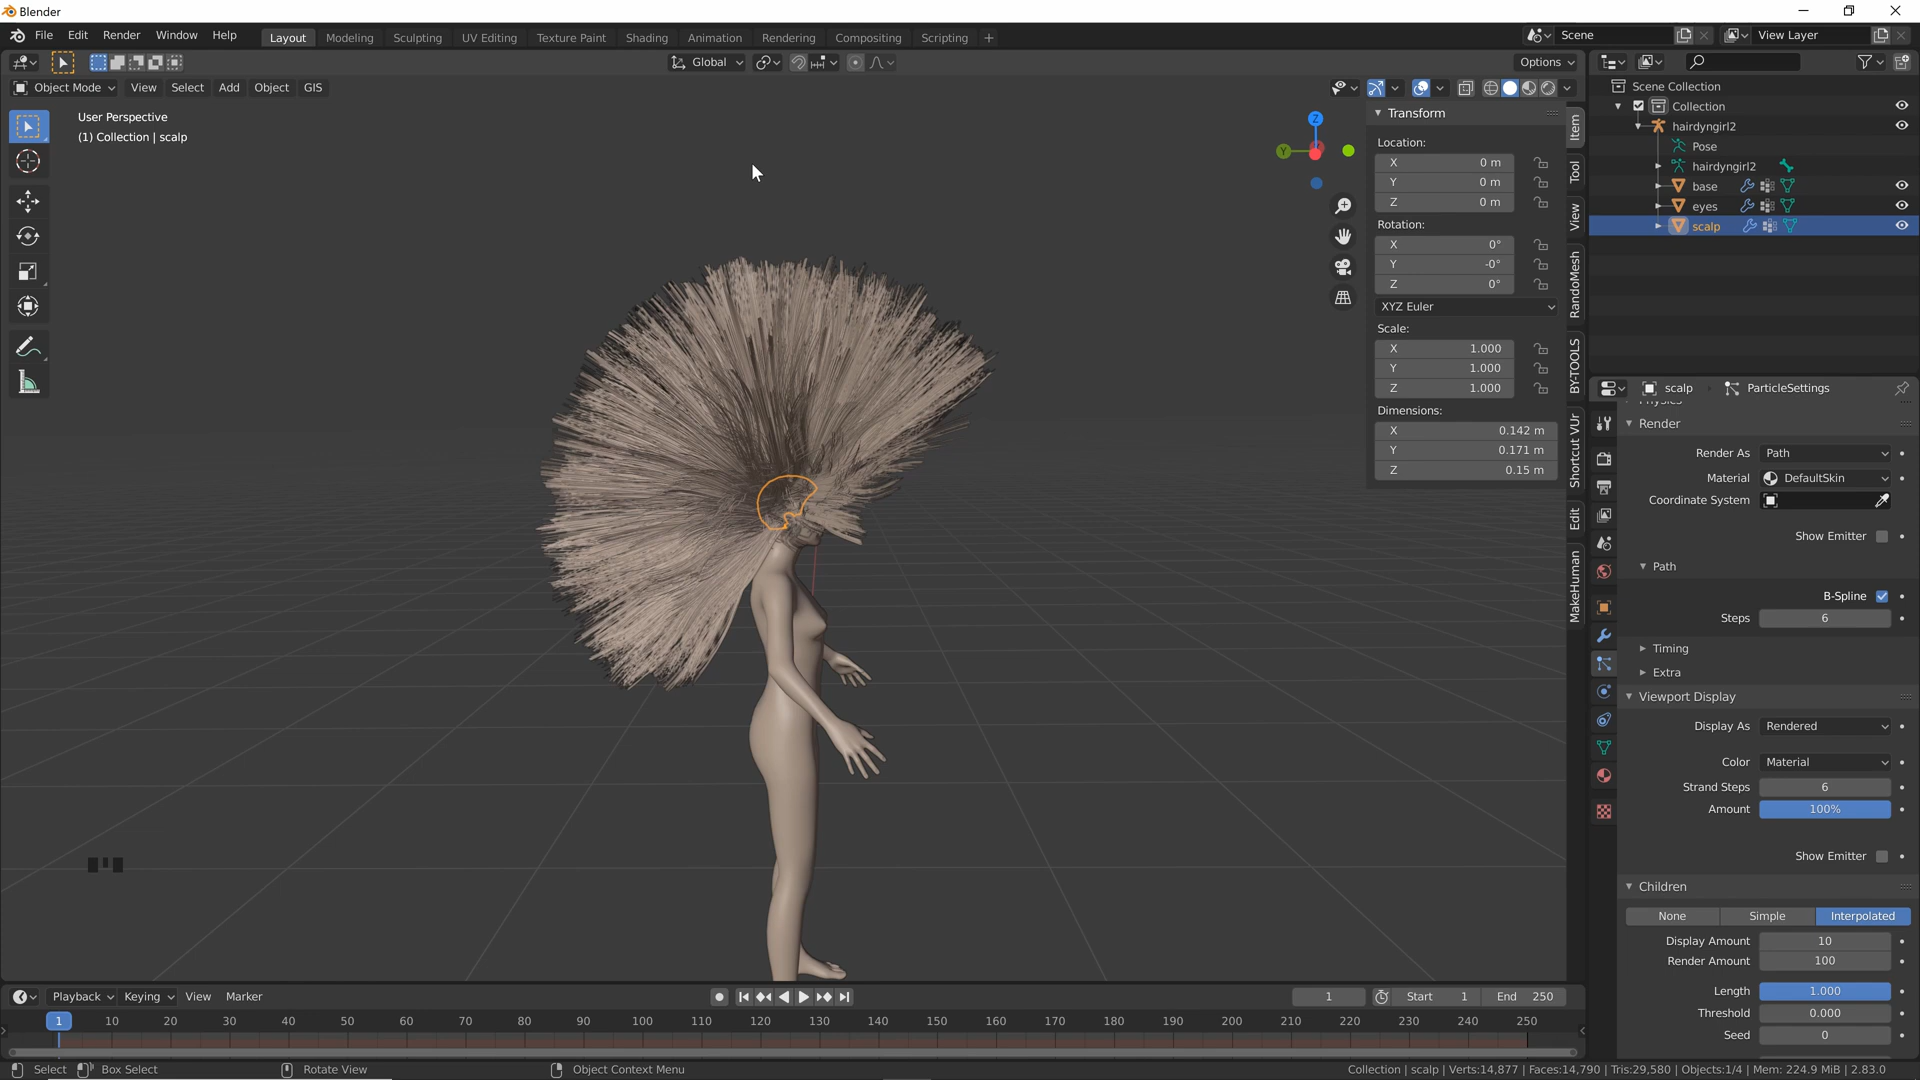 Blender
File Edit Render Window Help Layout Modeling Sculpting UV Editing Texture Paint Shading Animation Rendering Compositing Scripting + Scene View Layer
Global Options
Object Mode View Select Add Object GIS
User Perspective
(1) Collection | scalp
Z
Y
Transform
Location:
X 0 m
Y 0 m
Z 0 m
Rotation:
X 0°
Y -0°
Z 0°
XYZ Euler
Scale:
X 1.000
Y 1.000
Z 1.000
Dimensions:
X 0.142 m
Y 0.171 m
Z 0.15 m
Item
Tool
View
RandoMesh
BY-TOOLS
Shortcut VUr
Edit
MakeHuman
Scene Collection
Collection
hairdyngirl2
Pose
hairdyngirl2
base
eyes
scalp
scalp ParticleSettings
Physics
Render
Render As Path
Material DefaultSkin
Coordinate System
Show Emitter
Path
B-Spline
Steps 6
Timing
Extra
Viewport Display
Display As Rendered
Color Material
Strand Steps 6
Amount 100%
Show Emitter
Children
None Simple Interpolated
Display Amount 10
Render Amount 100
Length 1.000
Threshold 0.000
Seed 0
Playback Keying View Marker 1 Start 1 End 250
1 10 20 30 40 50 60 70 80 90 100 110 120 130 140 150 160 170 180 190 200 210 220 230 240 250
Select Box Select Rotate View Object Context Menu Collection | scalp | Verts:14,877 | Faces:14,790 | Tris:29,580 | Objects:1/4 | Mem: 224.9 MiB | 2.83.0